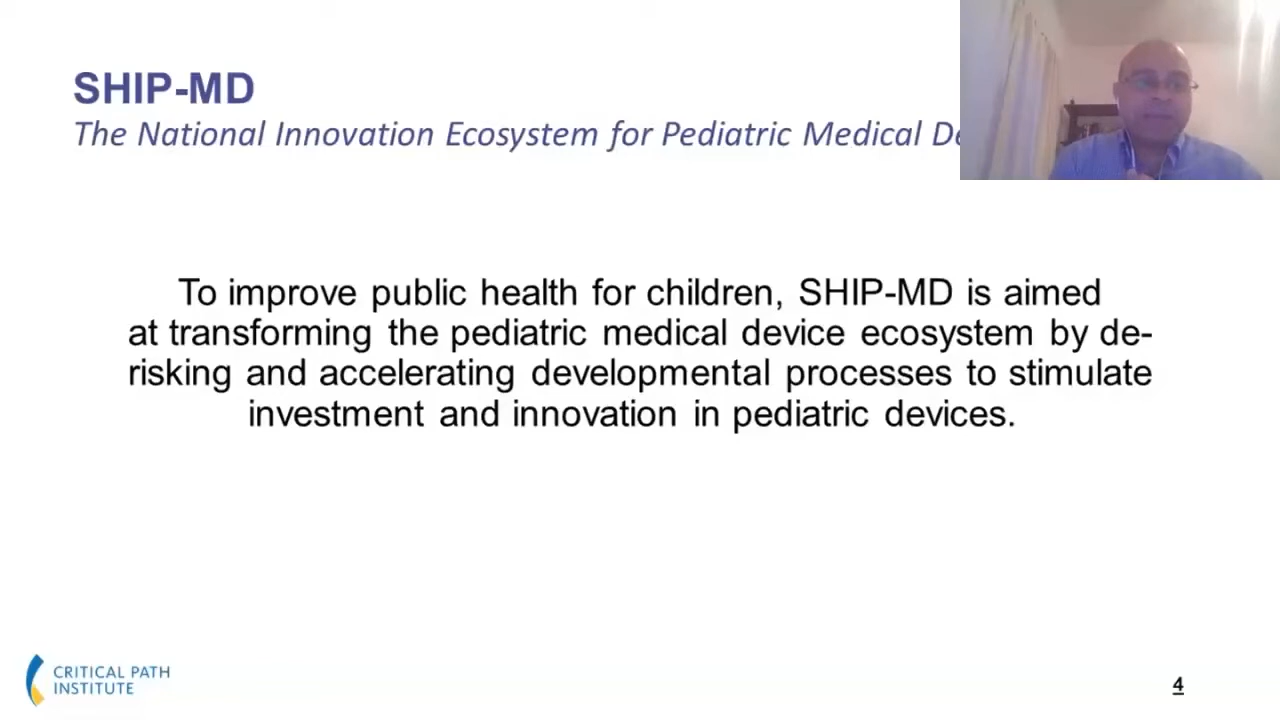 SHIP-MD
The National Innovation Ecosystem for Pediatric Medical
To improve public health for children, SHIP-MD is aimed
at transforming the pediatric medical device ecosystem by de-
risking and accelerating developmental processes to stimulate
investment and innovation in pediatric devices.
CRITICAL PATH
INSTITUTE
4